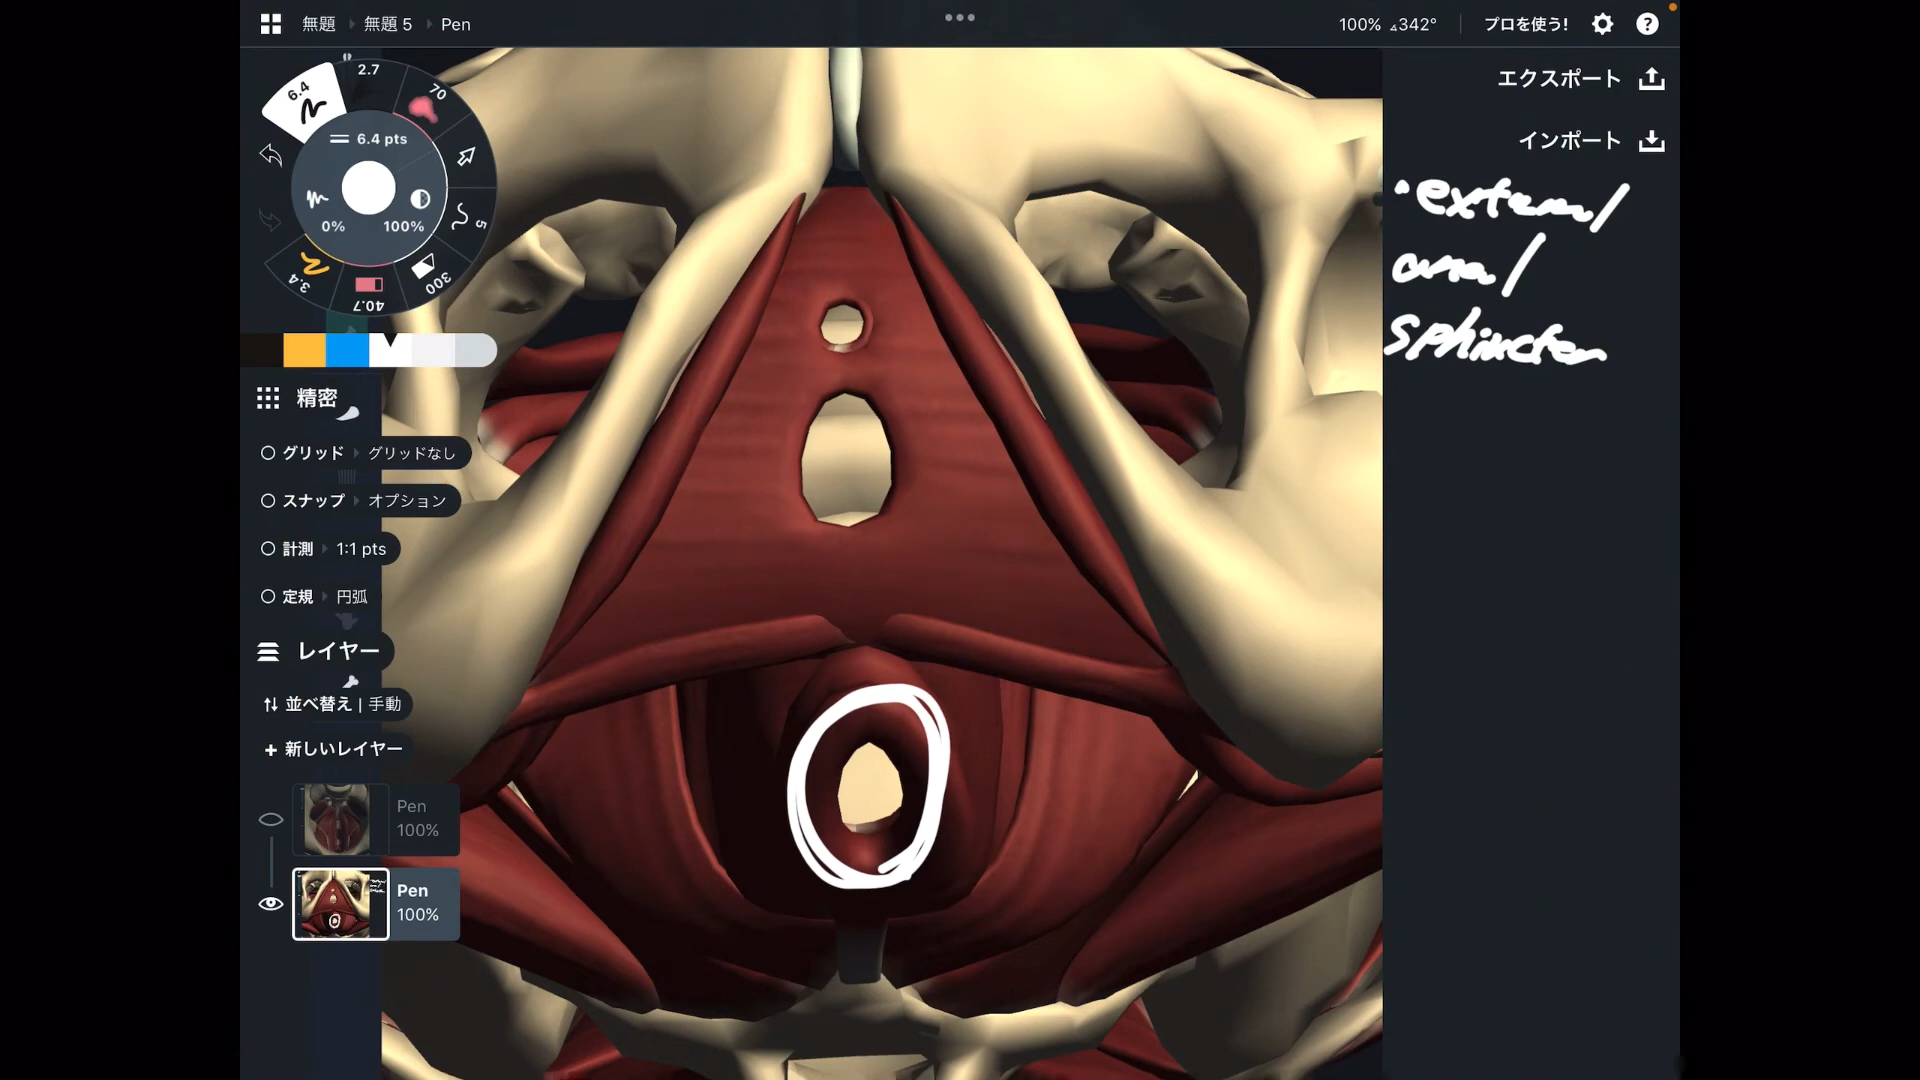 無題 無題 5 Pen
100% 342°
プロを使う!
2.7
6.4
70
6.4 pts
0% 100%
5
300
40.7
3.4
エクスポート
インポート
• external
anal
sphincter
精密
グリッド グリッドなし
スナップ オプション
計測 1:1 pts
定規 円弧
レイヤー
並べ替え | 手動
+ 新しいレイヤー
Pen
100%
Pen
100%